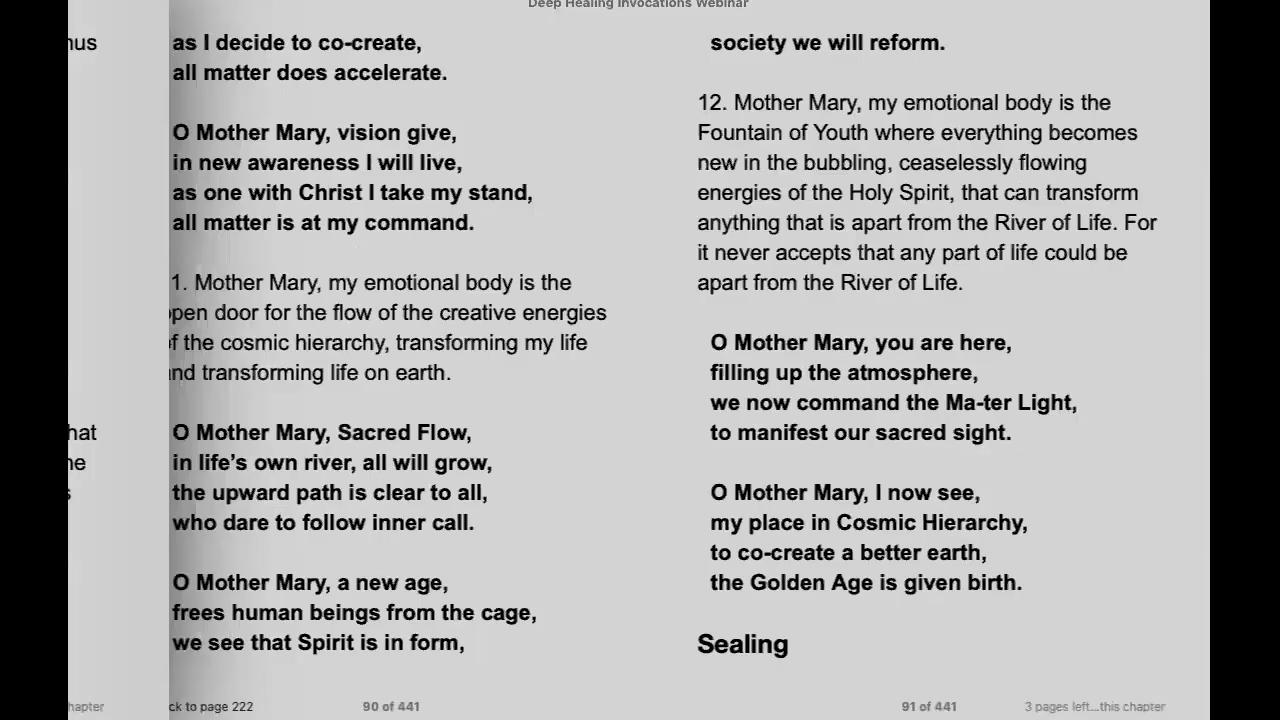 Deep Healing Invocations Webinar
as I decide to co-create,
all matter does accelerate.
O Mother Mary, vision give,
in new awareness I will live,
as one with Christ I take my stand,
all matter is at my command.
1. Mother Mary, my emotional body is the
open door for the flow of the creative energies
of the cosmic hierarchy, transforming my life
and transforming life on earth.
O Mother Mary, Sacred Flow,
in life’s own river, all will grow,
the upward path is clear to all,
who dare to follow inner call.
O Mother Mary, a new age,
frees human beings from the cage,
we see that Spirit is in form,
90 of 441
society we will reform.
12. Mother Mary, my emotional body is the
Fountain of Youth where everything becomes
new in the bubbling, ceaselessly flowing
energies of the Holy Spirit, that can transform
anything that is apart from the River of Life. For
it never accepts that any part of life could be
apart from the River of Life.
O Mother Mary, you are here,
filling up the atmosphere,
we now command the Ma-ter Light,
to manifest our sacred sight.
O Mother Mary, I now see,
my place in Cosmic Hierarchy,
to co-create a better earth,
the Golden Age is given birth.
Sealing
ck to page 222
91 of 441
3 pages left...this chapter